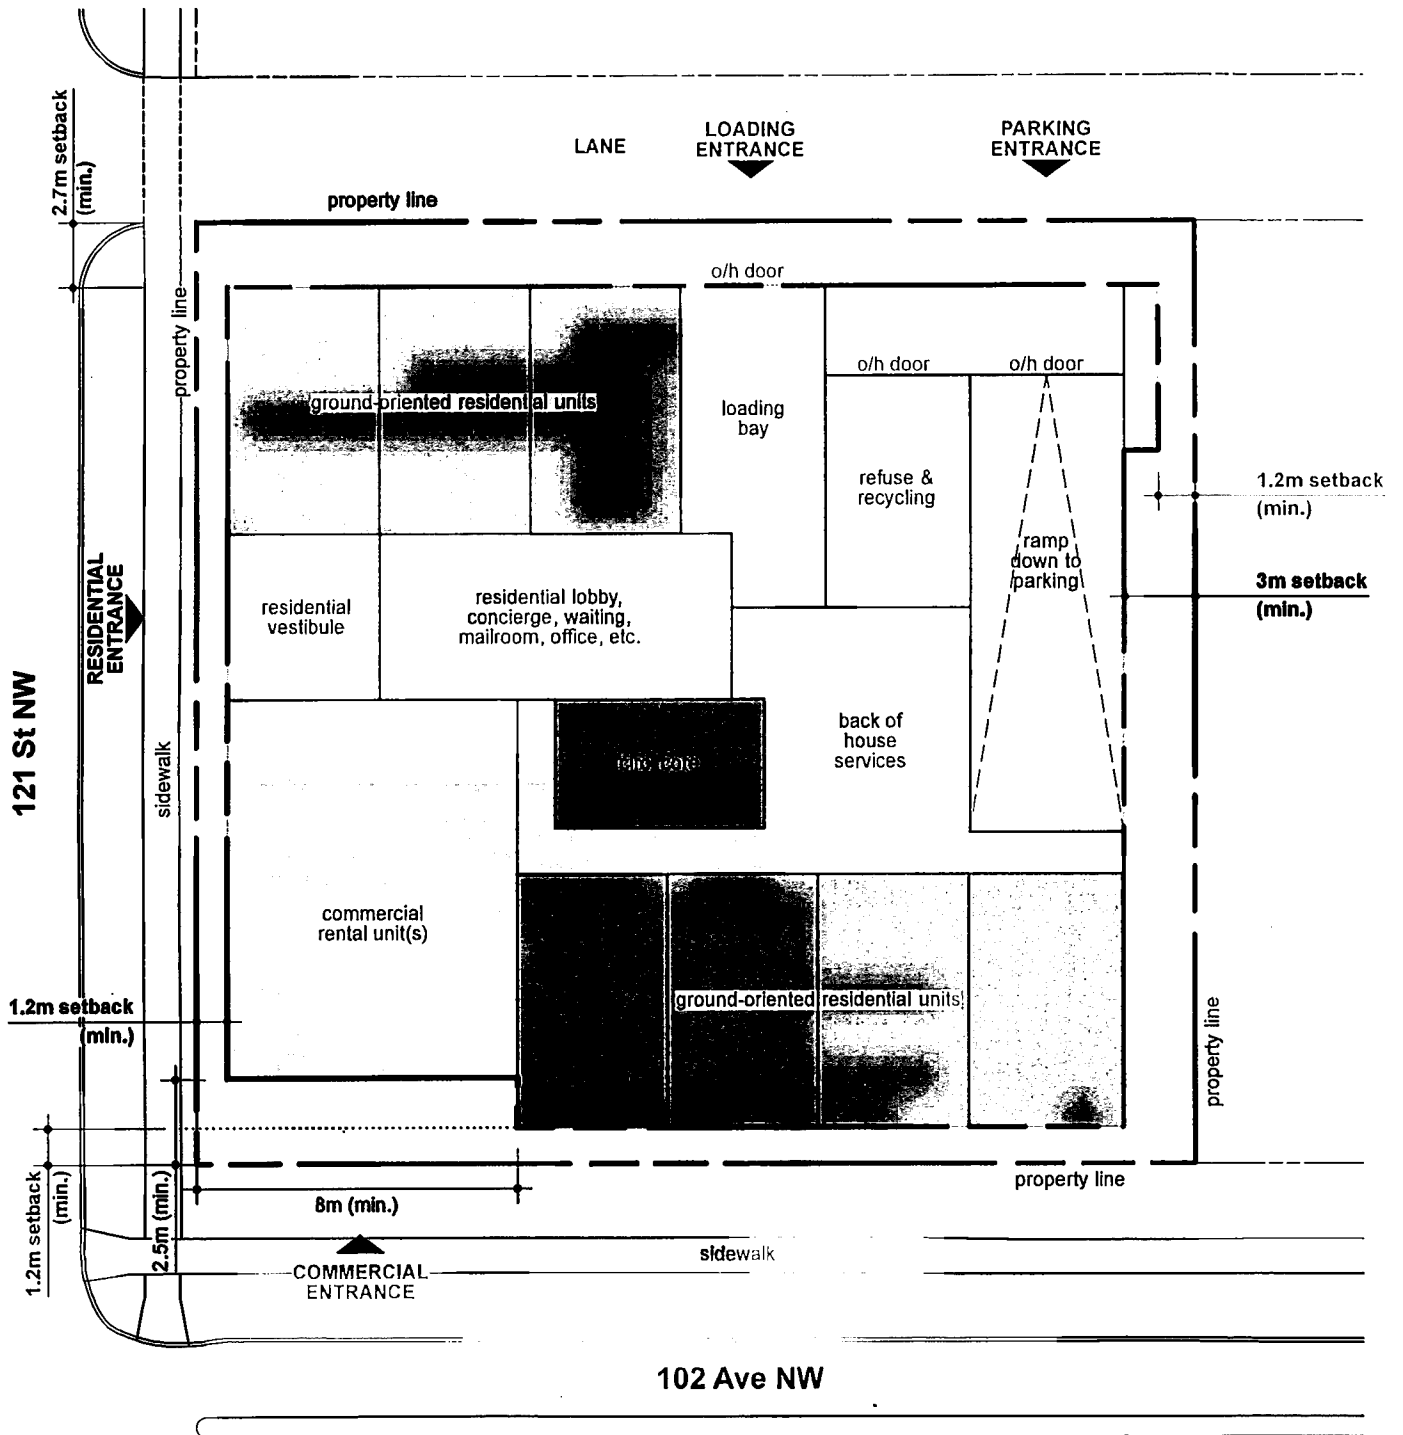 LANE
LOADING
ENTRANCE
PARKING
ENTRANCE
2.7m setback
(min.)
property line
property line
o/h door
o/h door
o/h door
ground-oriented residential units
loading
bay
refuse &
recycling
1.2m setback
(min.)
ramp
down to
parking
3m setback
(min.)
RESIDENTIAL
ENTRANCE
residential
vestibule
residential lobby,
concierge, waiting,
mailroom, office, etc.
121 St NW
sidewalk
back of
house
services
commercial
rental unit(s)
ground-oriented residential units
1.2m setback
(min.)
property line
property line
1.2m setback
(min.)
2.5m (min.)
8m (min.)
COMMERCIAL
ENTRANCE
sidewalk
102 Ave NW